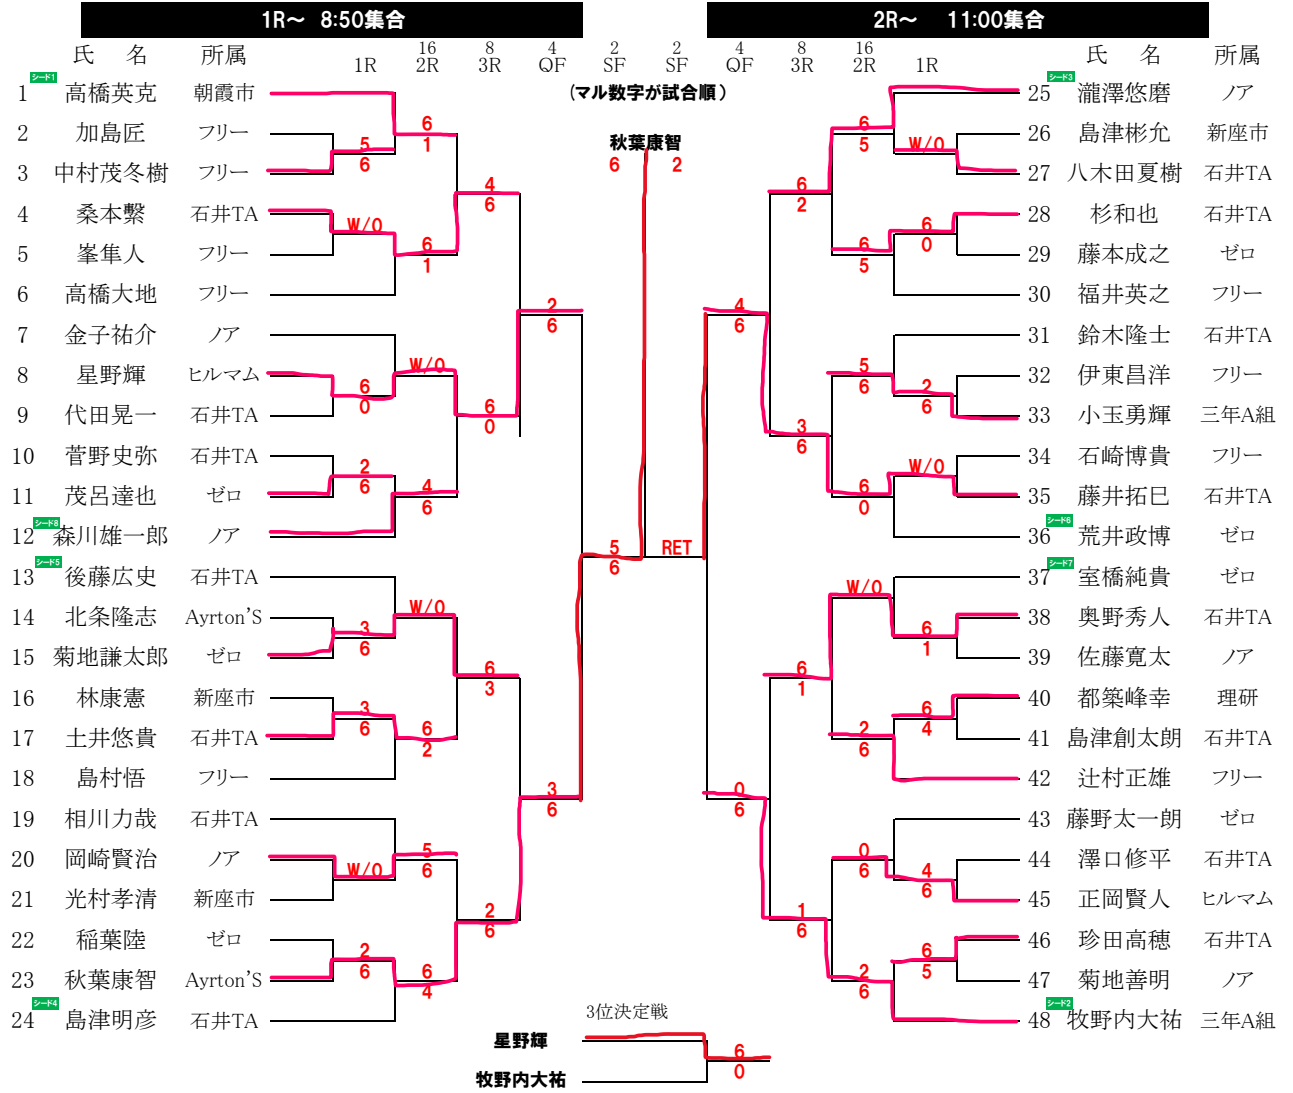 1R～ 8:50集合
2R～ 11:00集合
氏 名 所属 1R 16 2R 8 3R 4 QF 2 SF 2 SF 4 QF 8 3R 16 2R 1R 氏 名 所属
(マル数字が試合順)
シード1
1 高橋英克 朝霞市
2 加島匠 フリー
3 中村茂冬樹 フリー
4 桑本繋 石井TA
5 峯隼人 フリー
6 高橋大地 フリー
7 金子祐介 ノア
8 星野輝 ヒルマム
9 代田晃一 石井TA
10 菅野史弥 石井TA
11 茂呂達也 ゼロ
シード8
12 森川雄一郎 ノア
シード5
13 後藤広史 石井TA
14 北条隆志 Ayrton'S
15 菊地謙太郎 ゼロ
16 林康憲 新座市
17 土井悠貴 石井TA
18 島村悟 フリー
19 相川力哉 石井TA
20 岡崎賢治 ノア
21 光村孝清 新座市
22 稲葉陸 ゼロ
23 秋葉康智 Ayrton'S
シード4
24 島津明彦 石井TA
5 6
W/O
6 0
2 6
3 6
3 6
W/O
2 6
6 1
6 1
W/O
4 6
W/O
6 2
5 6
6 4
4 6
6 0
6 3
2 6
2 6
3 6
5 6
秋葉康智
6 2
RET
4 6
0 6
6 2
3 6
6 1
1 6
6 5
6 5
5 6
6 0
W/O
2 6
0 6
2 6
W/O
6 0
2 6
W/O
6 1
6 4
4 6
6 5
シード3
25 瀧澤悠磨 ノア
26 島津彬允 新座市
27 八木田夏樹 石井TA
28 杉和也 石井TA
29 藤本成之 ゼロ
30 福井英之 フリー
31 鈴木隆士 石井TA
32 伊東昌洋 フリー
33 小玉勇輝 三年A組
34 石崎博貴 フリー
35 藤井拓巳 石井TA
シード6
36 荒井政博 ゼロ
シード7
37 室橋純貴 ゼロ
38 奥野秀人 石井TA
39 佐藤寛太 ノア
40 都築峰幸 理研
41 島津創太朗 石井TA
42 辻村正雄 フリー
43 藤野太一朗 ゼロ
44 澤口修平 石井TA
45 正岡賢人 ヒルマム
46 珍田高穂 石井TA
47 菊地善明 ノア
シード2
48 牧野内大祐 三年A組
3位決定戦
星野輝
牧野内大祐
6
0